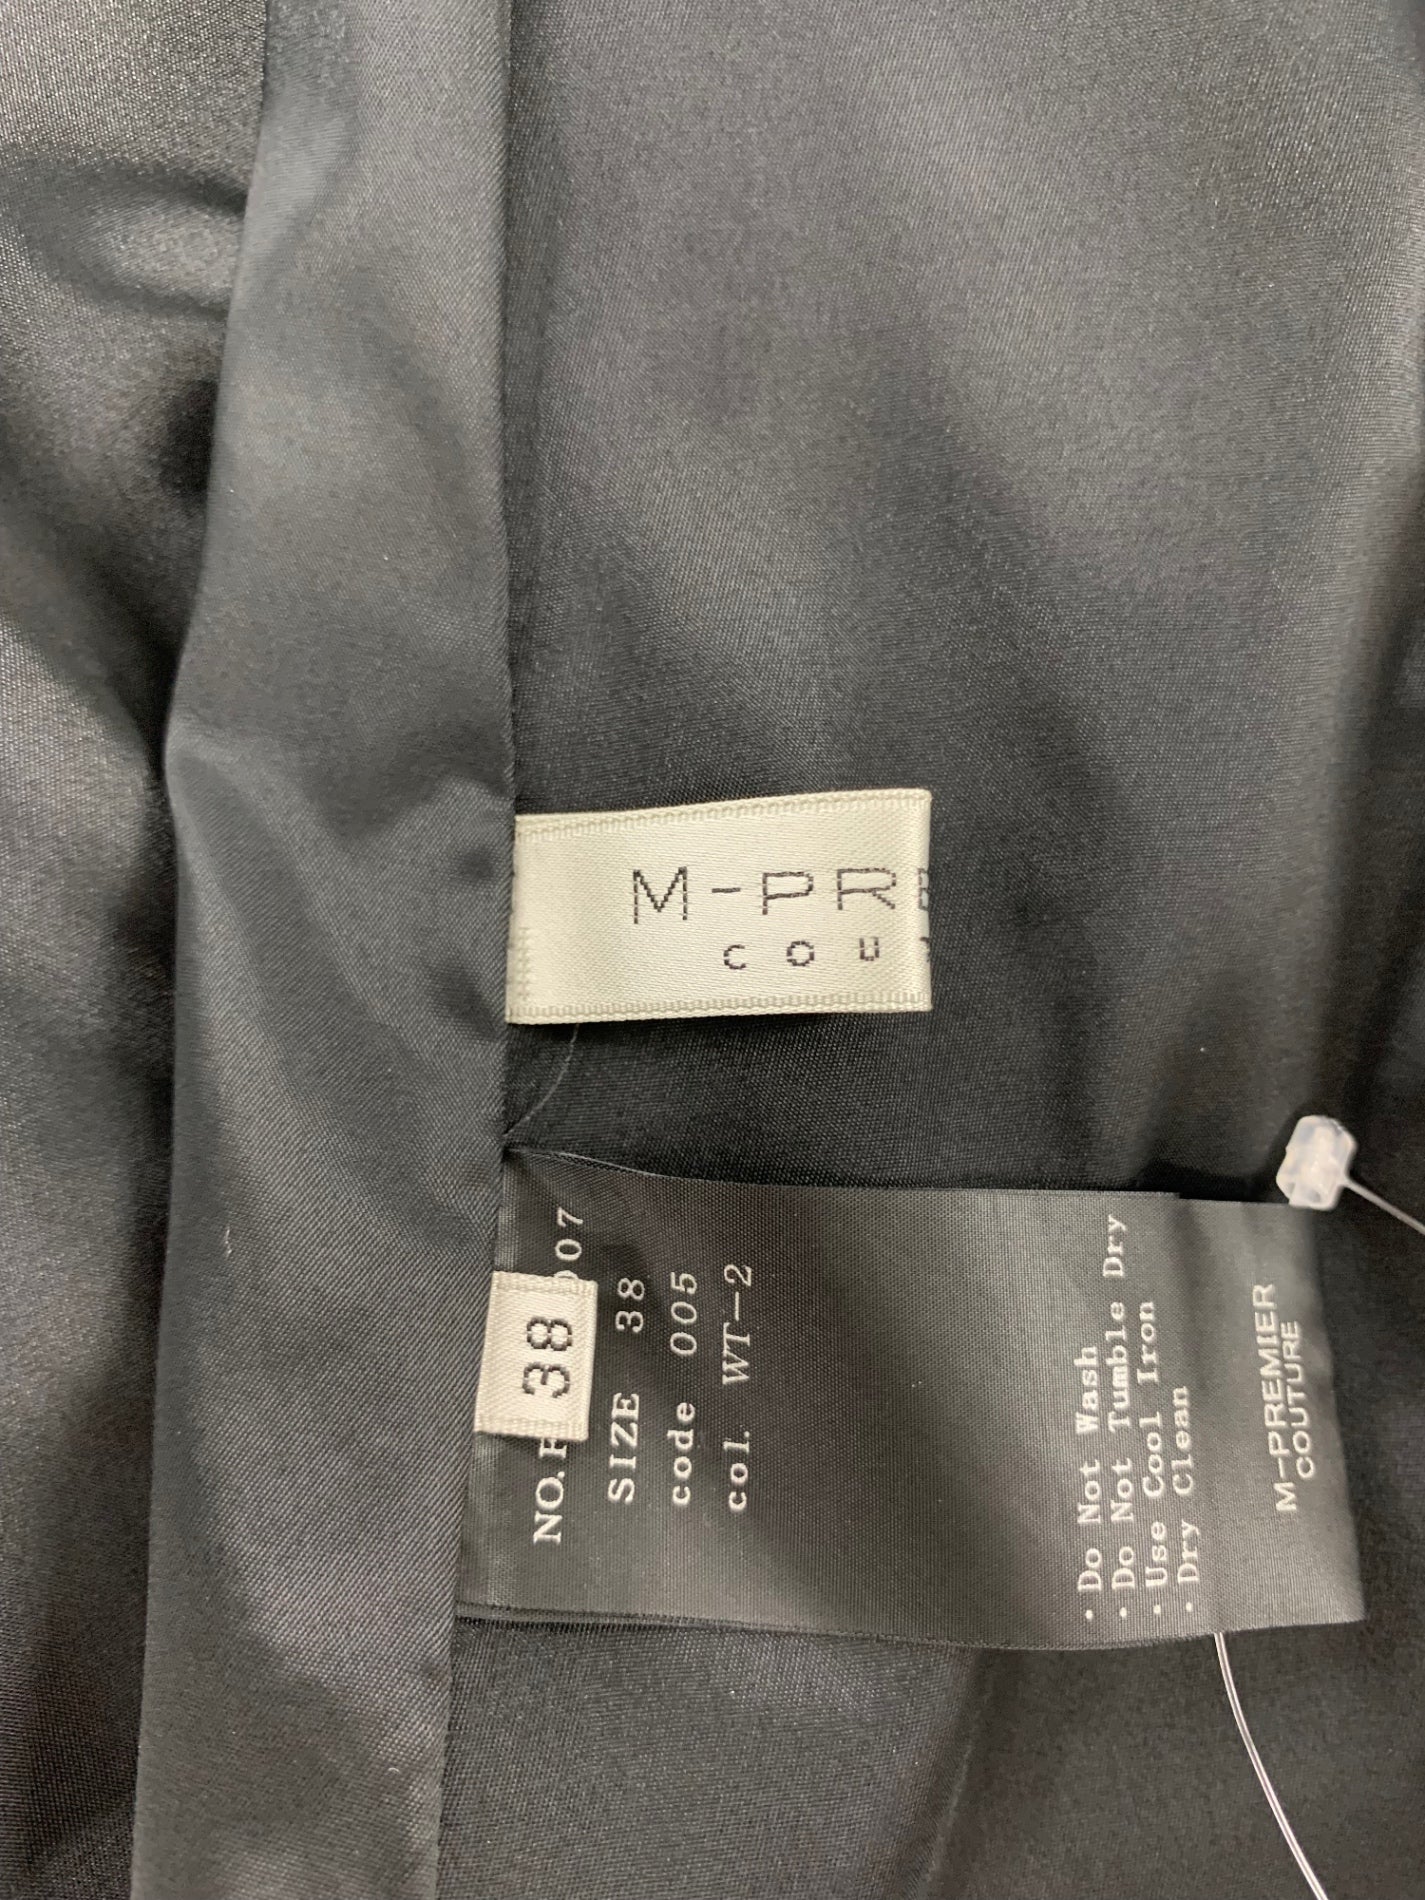 M-PRE
COU
38
NO.
SIZE 38
code 005
col. WT-2
· Do Not Wash
· Do Not Tumble Dry
· Use Cool Iron
· Dry Clean
M-PREMIER
COUTURE